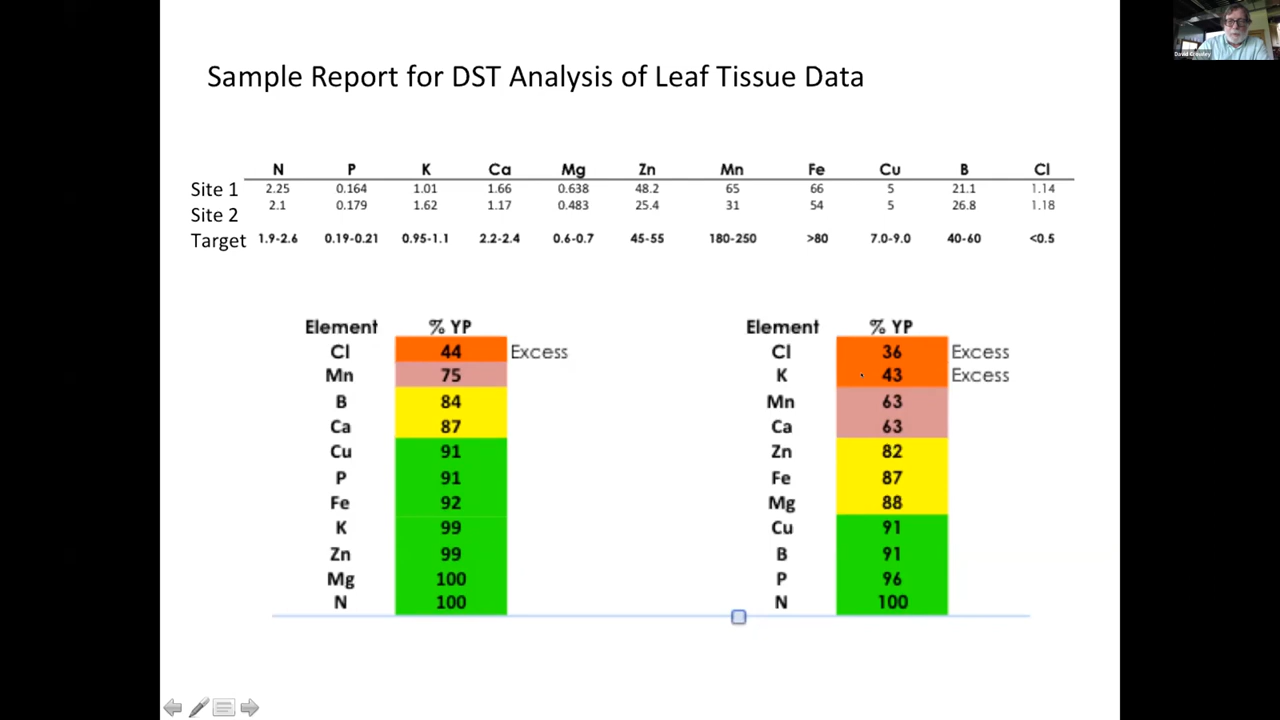 Sample Report for DST Analysis of Leaf Tissue Data
N P K Ca Mg Zn Mn Fe Cu B Cl
Site 1 2.25 0.164 1.01 1.66 0.638 48.2 65 66 5 21.1 1.14
Site 2 2.1 0.179 1.62 1.17 0.483 25.4 31 54 5 26.8 1.18
Target 1.9-2.6 0.19-0.21 0.95-1.1 2.2-2.4 0.6-0.7 45-55 180-250 >80 7.0-9.0 40-60 <0.5
Element % YP
Cl 44 Excess
Mn 75
B 84
Ca 87
Cu 91
P 91
Fe 92
K 99
Zn 99
Mg 100
N 100
Element % YP
Cl 36 Excess
K 43 Excess
Mn 63
Ca 63
Zn 82
Fe 87
Mg 88
Cu 91
B 91
P 96
N 100